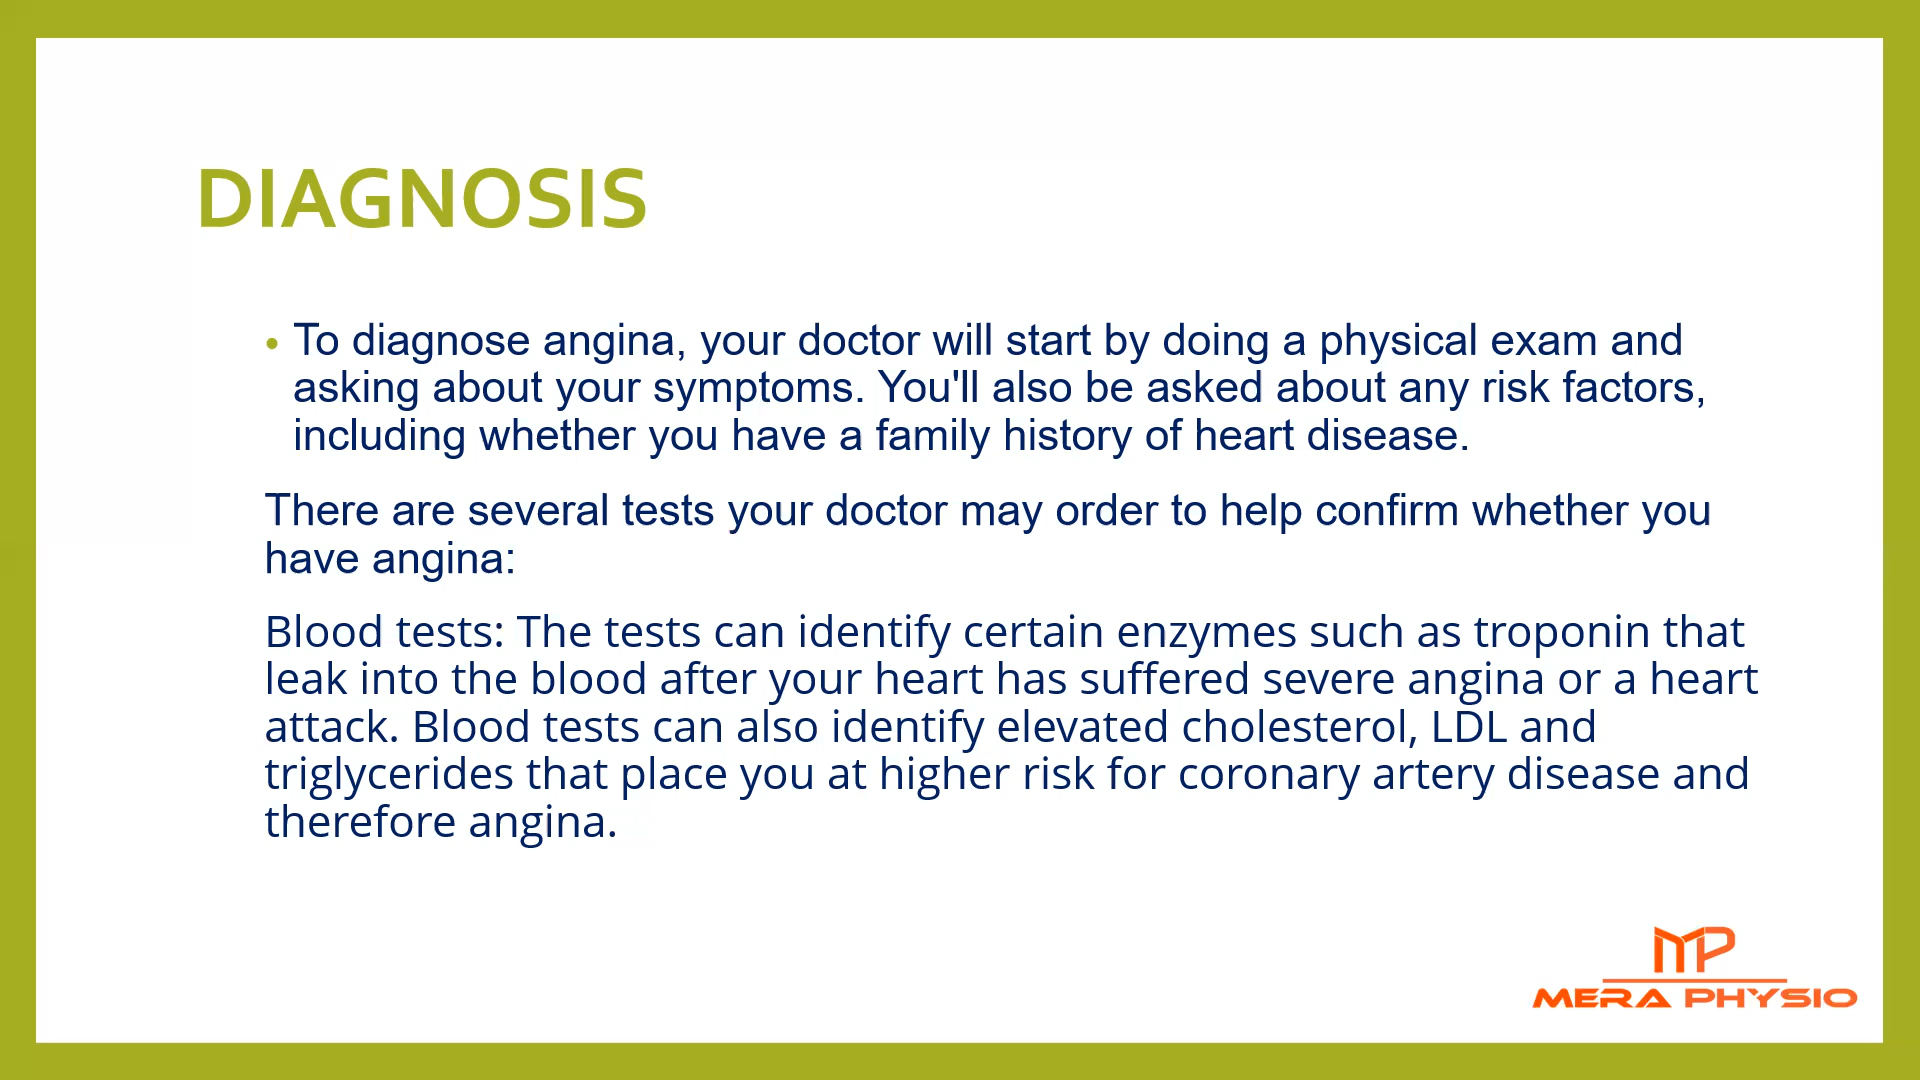 DIAGNOSIS
• To diagnose angina, your doctor will start by doing a physical exam and
asking about your symptoms. You'll also be asked about any risk factors,
including whether you have a family history of heart disease.
There are several tests your doctor may order to help confirm whether you
have angina:
Blood tests: The tests can identify certain enzymes such as troponin that
leak into the blood after your heart has suffered severe angina or a heart
attack. Blood tests can also identify elevated cholesterol, LDL and
triglycerides that place you at higher risk for coronary artery disease and
therefore angina.
MP
MERA PHYSIO